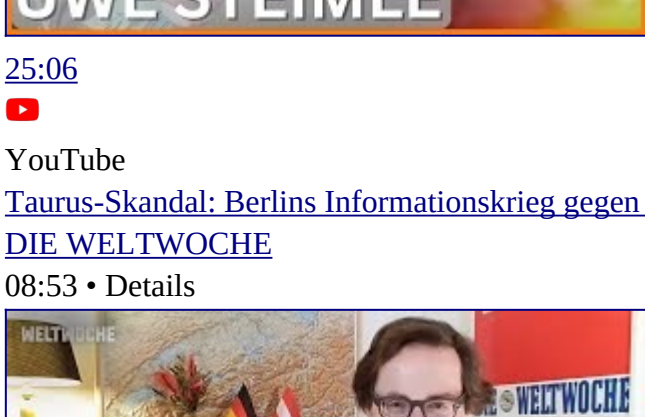 UWE STEIMLE
25:06
YouTube
Taurus-Skandal: Berlins Informationskrieg gegen
DIE WELTWOCHE
08:53 • Details
WELTWOCHE
WELTWOCHE